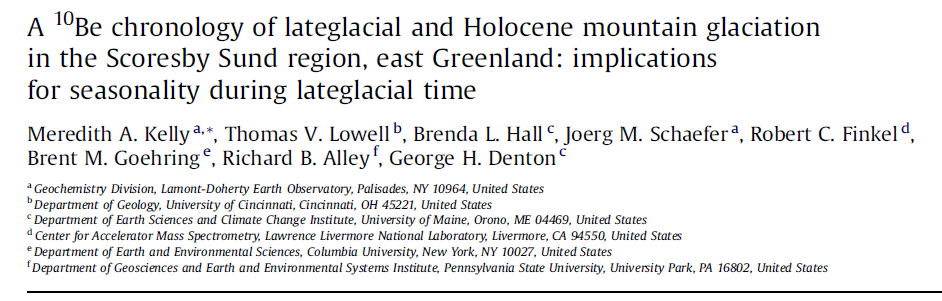 A ¹⁰Be chronology of lateglacial and Holocene mountain glaciation
in the Scoresby Sund region, east Greenland: implications
for seasonality during lateglacial time
Meredith A. Kelly a,*, Thomas V. Lowell b, Brenda L. Hall c, Joerg M. Schaefer a, Robert C. Finkel d,
Brent M. Goehring e, Richard B. Alley f, George H. Denton c
a Geochemistry Division, Lamont-Doherty Earth Observatory, Palisades, NY 10964, United States
b Department of Geology, University of Cincinnati, Cincinnati, OH 45221, United States
c Department of Earth Sciences and Climate Change Institute, University of Maine, Orono, ME 04469, United States
d Center for Accelerator Mass Spectrometry, Lawrence Livermore National Laboratory, Livermore, CA 94550, United States
e Department of Earth and Environmental Sciences, Columbia University, New York, NY 10027, United States
f Department of Geosciences and Earth and Environmental Systems Institute, Pennsylvania State University, University Park, PA 16802, United States